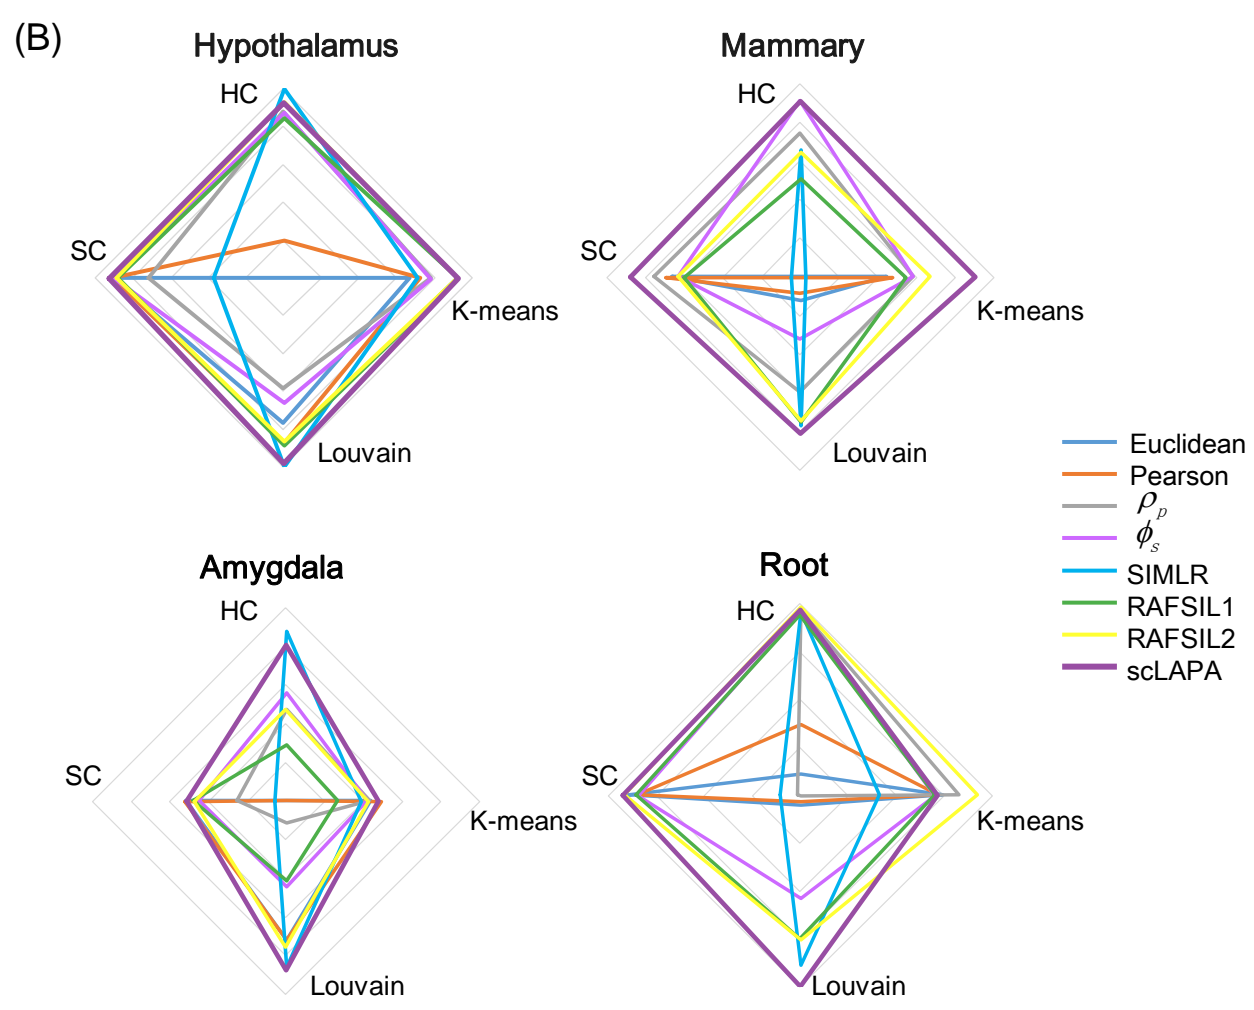 (B)
Hypothalamus
HC
SC
K-means
Louvain
Mammary
HC
SC
K-means
Louvain
Euclidean
Pearson
ρp
ϕs
SIMLR
RAFSIL1
RAFSIL2
scLAPA
Amygdala
HC
SC
K-means
Louvain
Root
HC
SC
K-means
Louvain